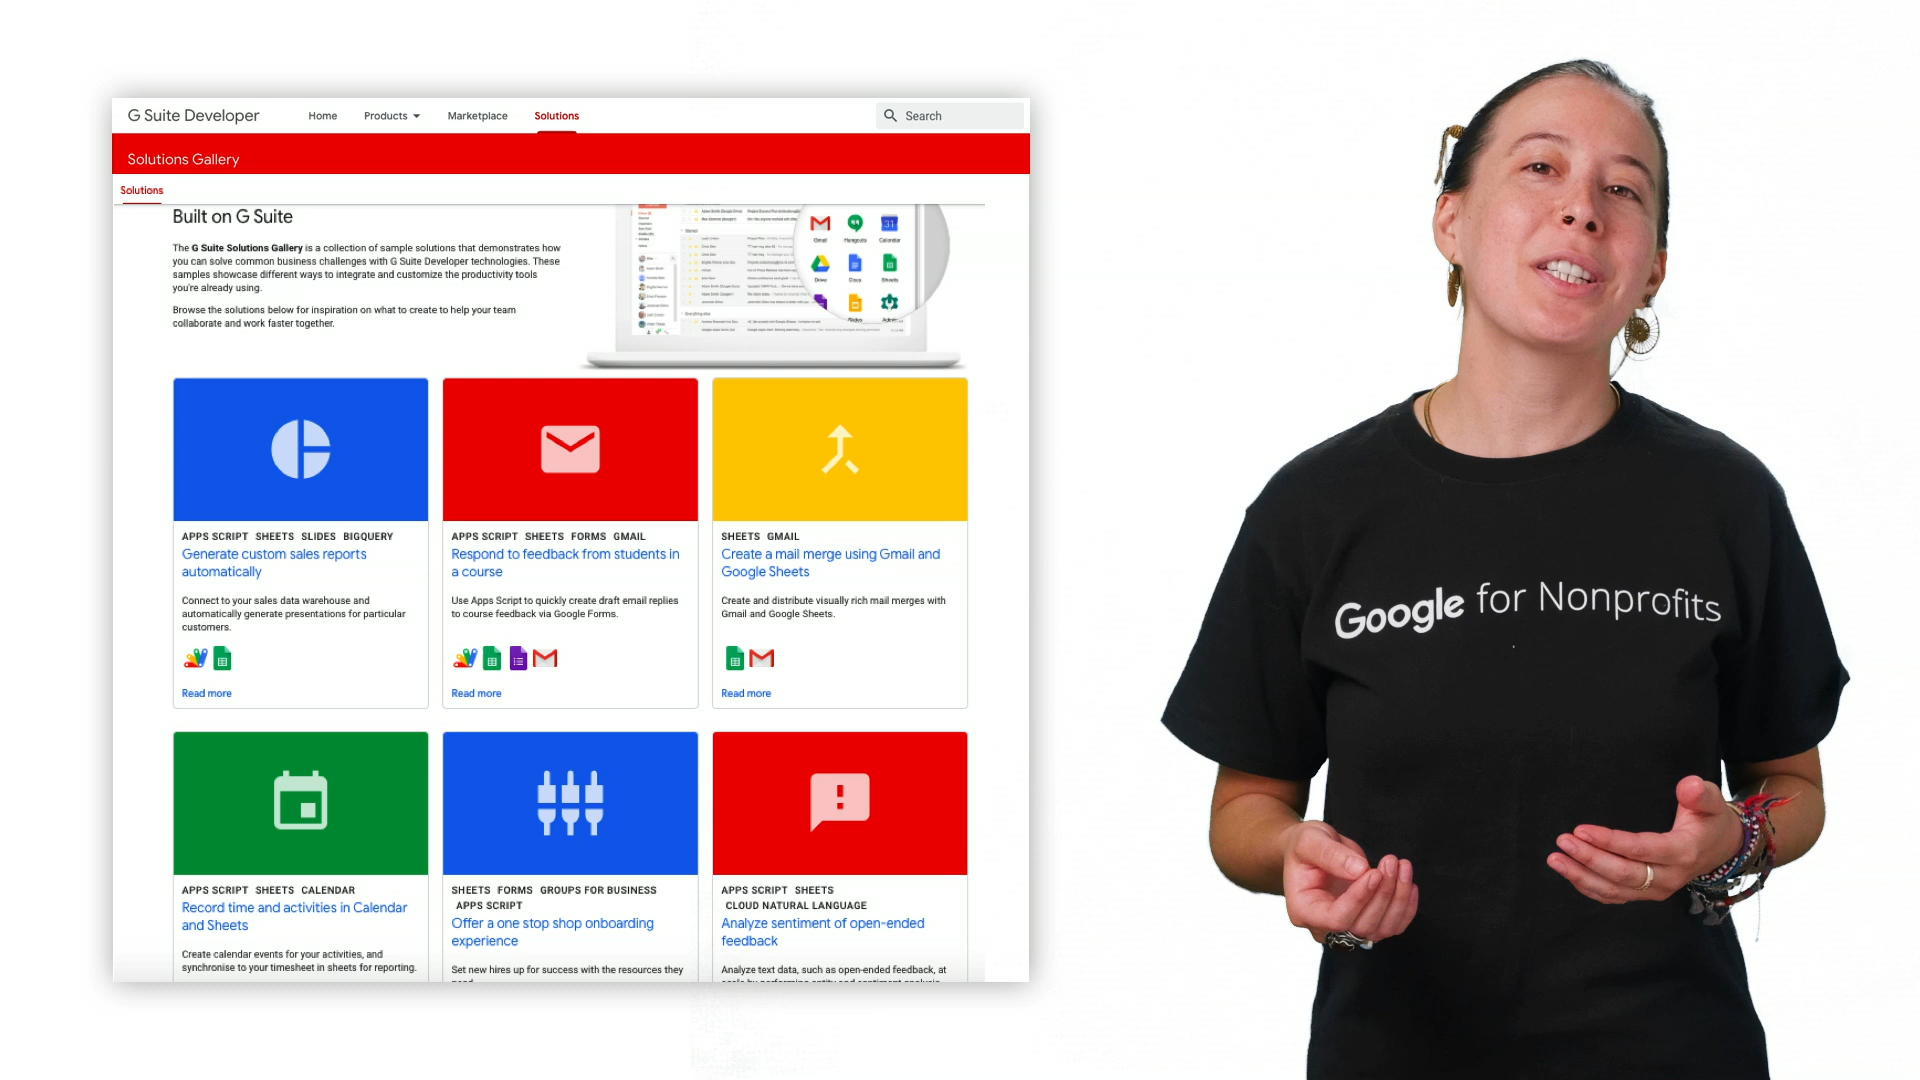 G Suite Developer
Home
Products
Marketplace
Solutions
Search
Solutions Gallery
Solutions
Built on G Suite
The G Suite Solutions Gallery is a collection of sample solutions that demonstrates how
you can solve common business challenges with G Suite Developer technologies. These
samples showcase different ways to integrate and customize the productivity tools
you're already using.
Browse the solutions below for inspiration on what to create to help your team
collaborate and work faster together.
Gmail
Hangouts
Calendar
31
Drive
Docs
Sheets
Slides
APPS SCRIPT SHEETS SLIDES BIGQUERY
Generate custom sales reports
automatically
Connect to your sales data warehouse and
automatically generate presentations for particular
customers.
Read more
APPS SCRIPT SHEETS FORMS GMAIL
Respond to feedback from students in
a course
Use Apps Script to quickly create draft email replies
to course feedback via Google Forms.
Read more
SHEETS GMAIL
Create a mail merge using Gmail and
Google Sheets
Create and distribute visually rich mail merges with
Gmail and Google Sheets.
Read more
APPS SCRIPT SHEETS CALENDAR
Record time and activities in Calendar
and Sheets
Create calendar events for your activities, and
synchronise to your timesheet in sheets for reporting.
SHEETS FORMS GROUPS FOR BUSINESS
APPS SCRIPT
Offer a one stop shop onboarding
experience
Set new hires up for success with the resources they
APPS SCRIPT SHEETS
CLOUD NATURAL LANGUAGE
Analyze sentiment of open-ended
feedback
Analyze text data, such as open-ended feedback, at
Google for Nonprofits